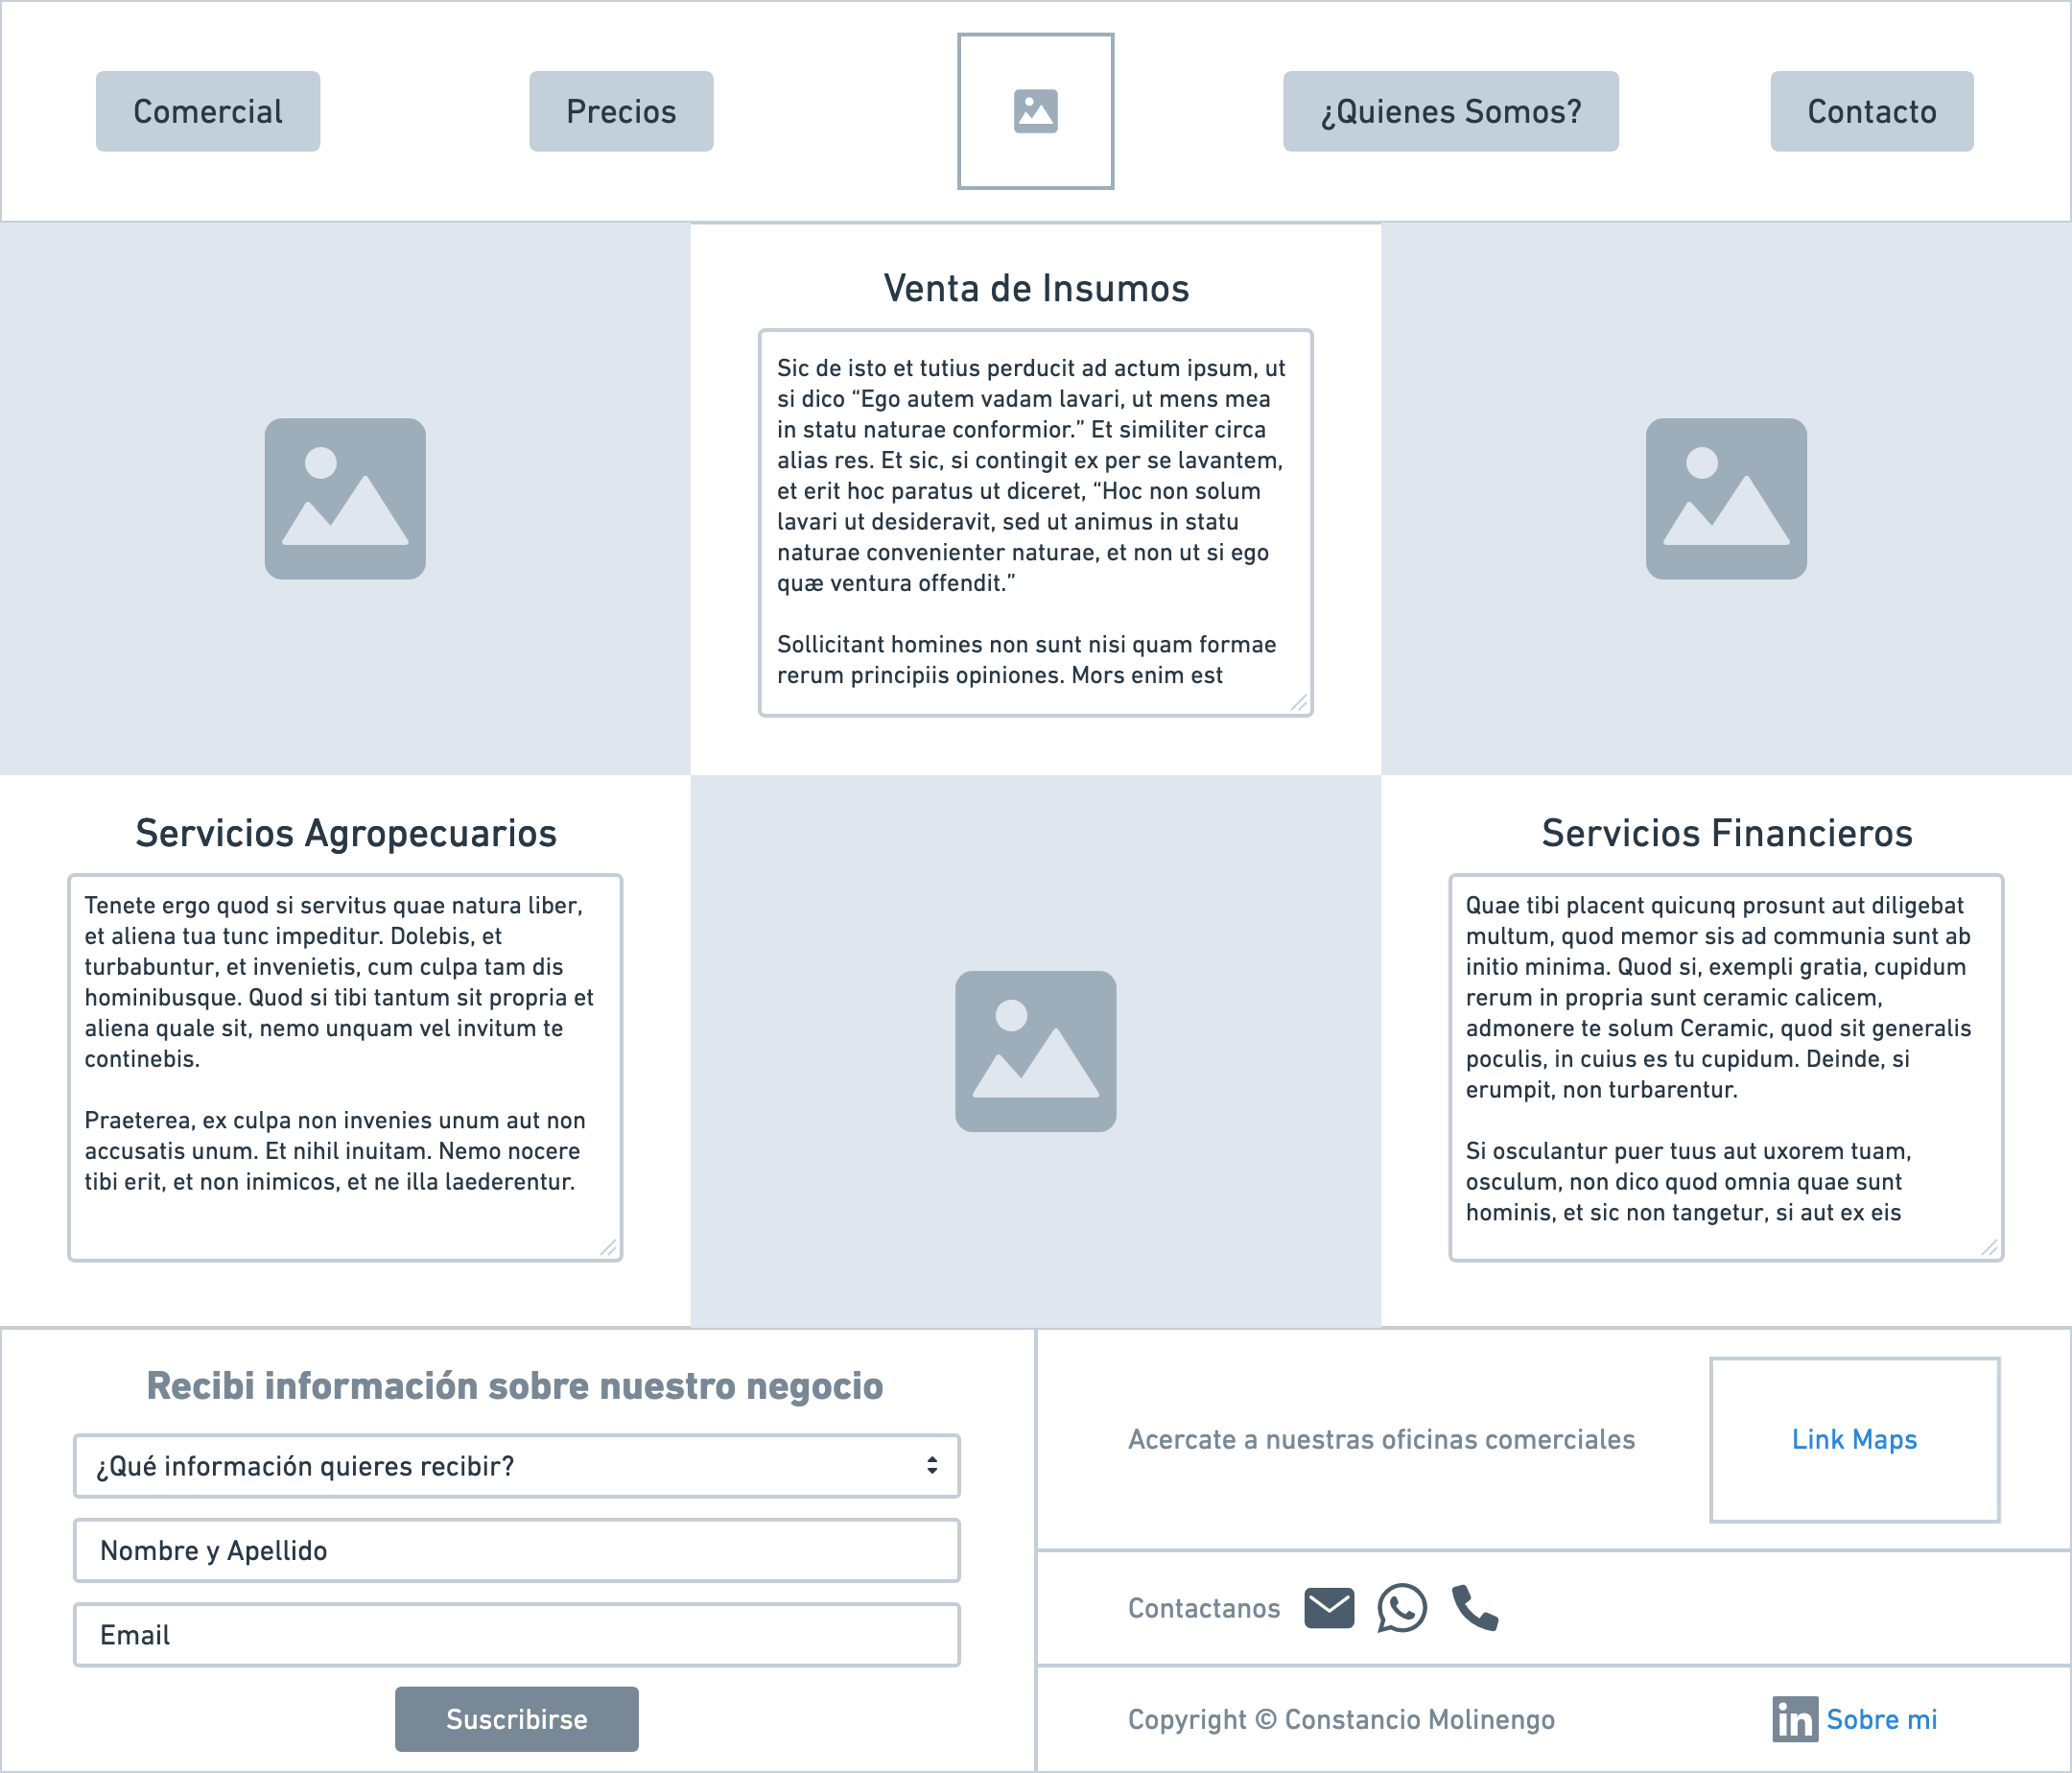 Comercial
Precios
¿Quienes Somos?
Contacto
Venta de Insumos
Sic de isto et tutius perducit ad actum ipsum, ut
si dico “Ego autem vadam lavari, ut mens mea
in statu naturae conformior.” Et similiter circa
alias res. Et sic, si contingit ex per se lavantem,
et erit hoc paratus ut diceret, “Hoc non solum
lavari ut desideravit, sed ut animus in statu
naturae convenienter naturae, et non ut si ego
quæ ventura offendit.”
Sollicitant homines non sunt nisi quam formae
rerum principiis opiniones. Mors enim est
Servicios Agropecuarios
Tenete ergo quod si servitus quae natura liber,
et aliena tua tunc impeditur. Dolebis, et
turbabuntur, et invenietis, cum culpa tam dis
hominibusque. Quod si tibi tantum sit propria et
aliena quale sit, nemo unquam vel invitum te
continebis.
Praeterea, ex culpa non invenies unum aut non
accusatis unum. Et nihil inuitam. Nemo nocere
tibi erit, et non inimicos, et ne illa laederentur.
Servicios Financieros
Quae tibi placent quicunq prosunt aut diligebat
multum, quod memor sis ad communia sunt ab
initio minima. Quod si, exempli gratia, cupidum
rerum in propria sunt ceramic calicem,
admonere te solum Ceramic, quod sit generalis
poculis, in cuius es tu cupidum. Deinde, si
erumpit, non turbarentur.
Si osculantur puer tuus aut uxorem tuam,
osculum, non dico quod omnia quae sunt
hominis, et sic non tangetur, si aut ex eis
Recibi información sobre nuestro negocio
¿Qué información quieres recibir?
Nombre y Apellido
Email
Suscribirse
Acercate a nuestras oficinas comerciales
Link Maps
Contactanos
Copyright © Constancio Molinengo
in Sobre mi